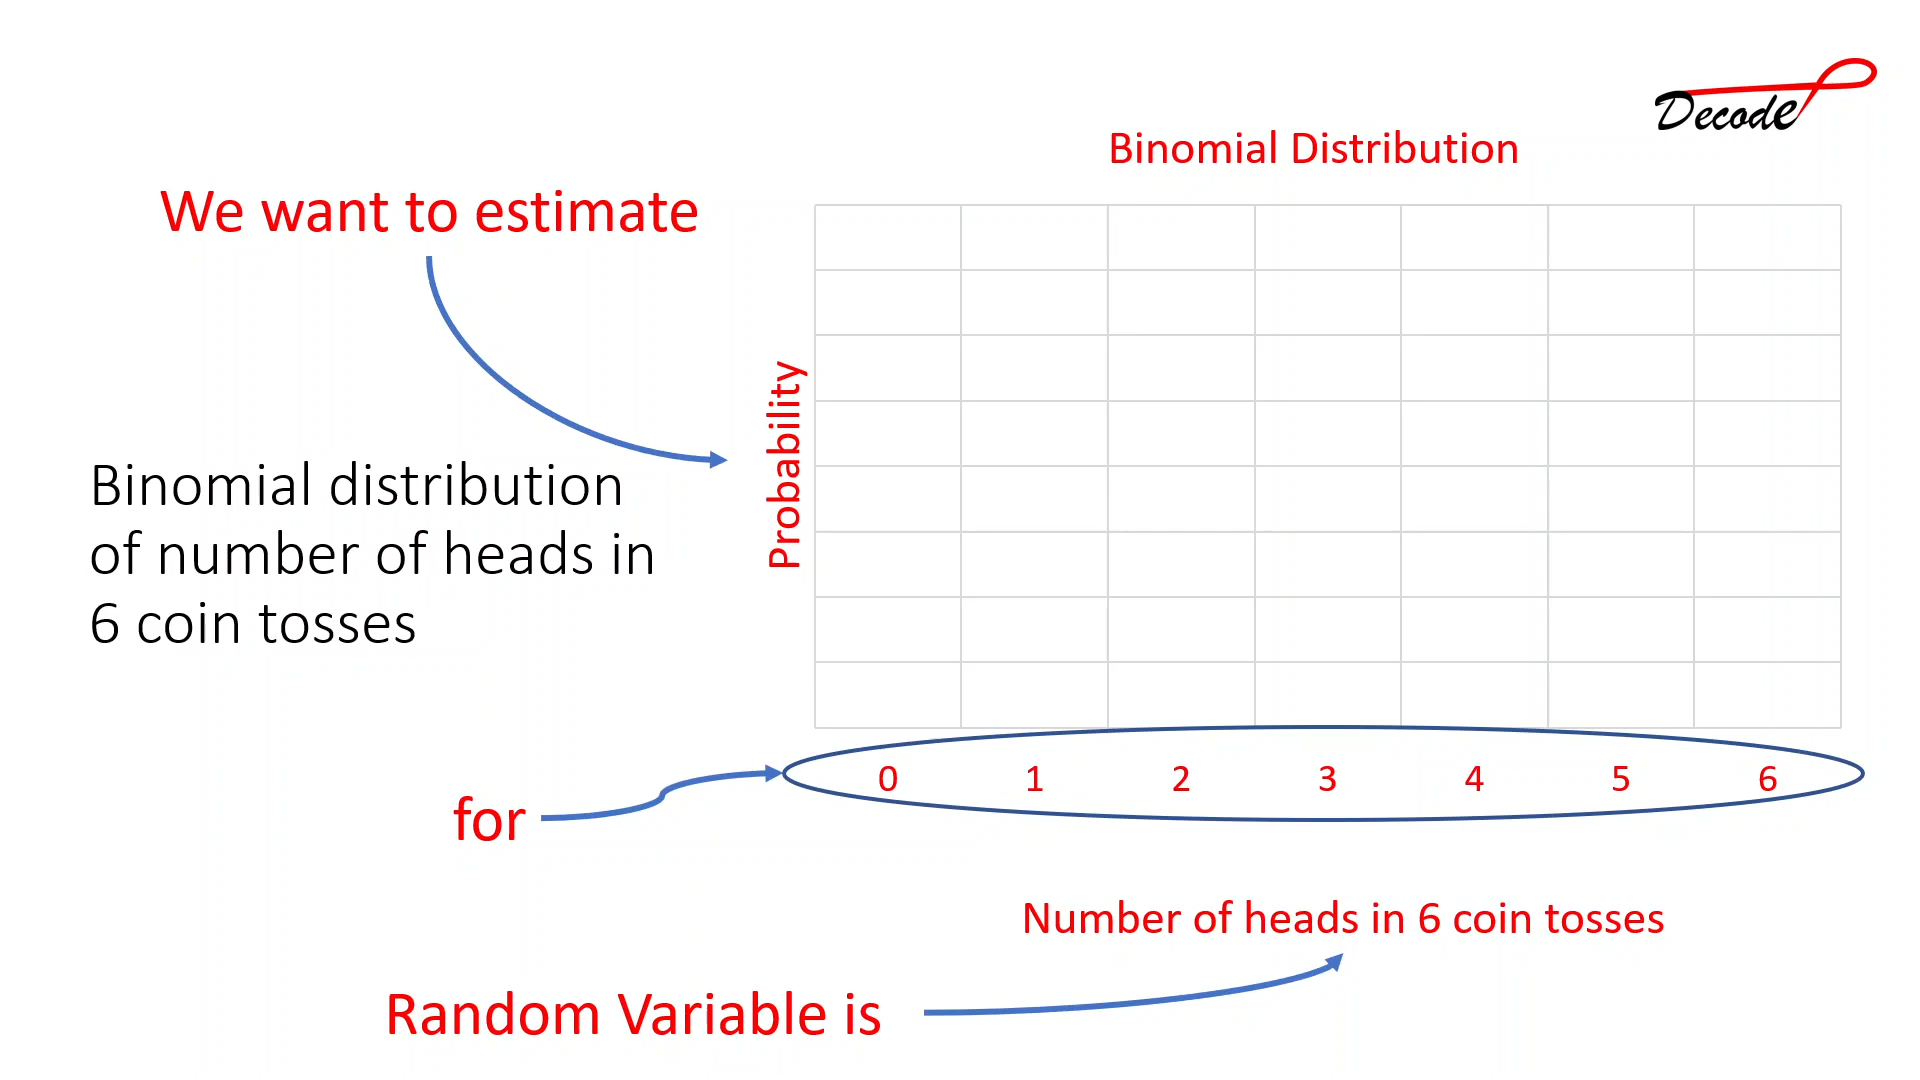 Decode
Binomial Distribution
We want to estimate
Probability
Binomial distribution
of number of heads in
6 coin tosses
0 1 2 3 4 5 6
for
Number of heads in 6 coin tosses
Random Variable is